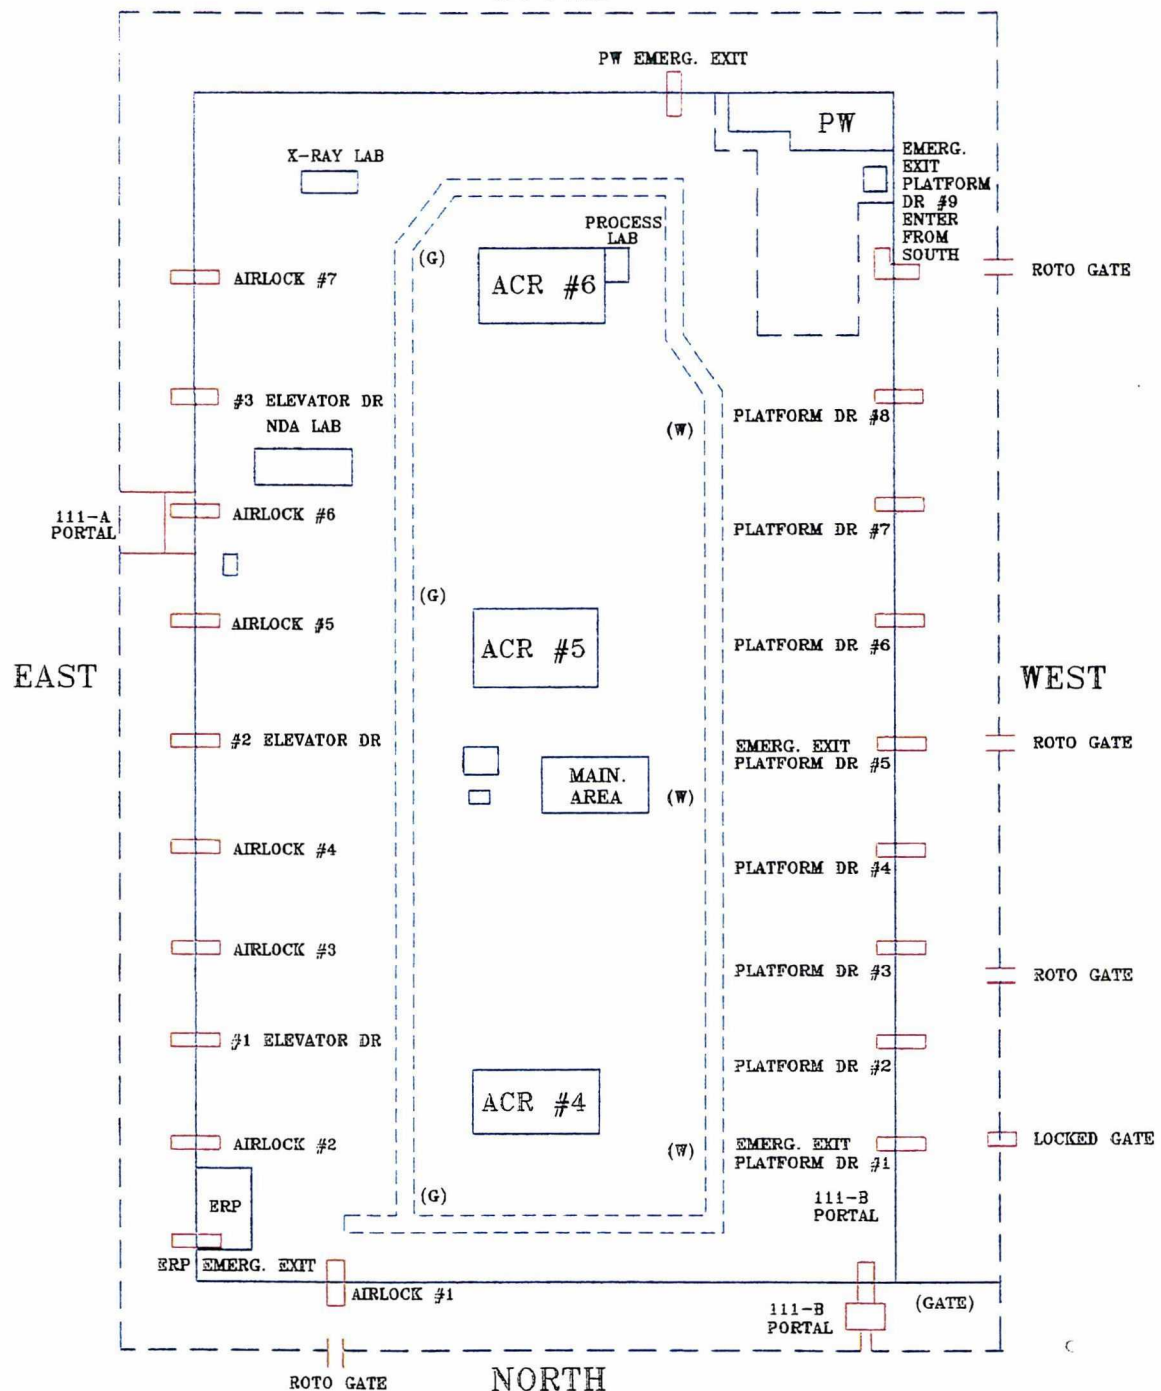 PW EMERG. EXIT
PW
X-RAY LAB
EMERG.
EXIT
PLATFORM
DR #9
ENTER
FROM
SOUTH
PROCESS
LAB
(G)
ACR #6
AIRLOCK #7
ROTO GATE
#3 ELEVATOR DR
NDA LAB
PLATFORM DR #8
(W)
111-A
PORTAL
AIRLOCK #6
PLATFORM DR #7
(G)
AIRLOCK #5
ACR #5
PLATFORM DR #6
EAST
WEST
#2 ELEVATOR DR
EMERG. EXIT
PLATFORM DR #5
ROTO GATE
MAIN.
AREA
(W)
AIRLOCK #4
PLATFORM DR #4
AIRLOCK #3
PLATFORM DR #3
ROTO GATE
#1 ELEVATOR DR
PLATFORM DR #2
ACR #4
AIRLOCK #2
(W)
EMERG. EXIT
PLATFORM DR #1
LOCKED GATE
ERP
(G)
111-B
PORTAL
ERP EMERG. EXIT
AIRLOCK #1
111-B
PORTAL
(GATE)
ROTO GATE
NORTH